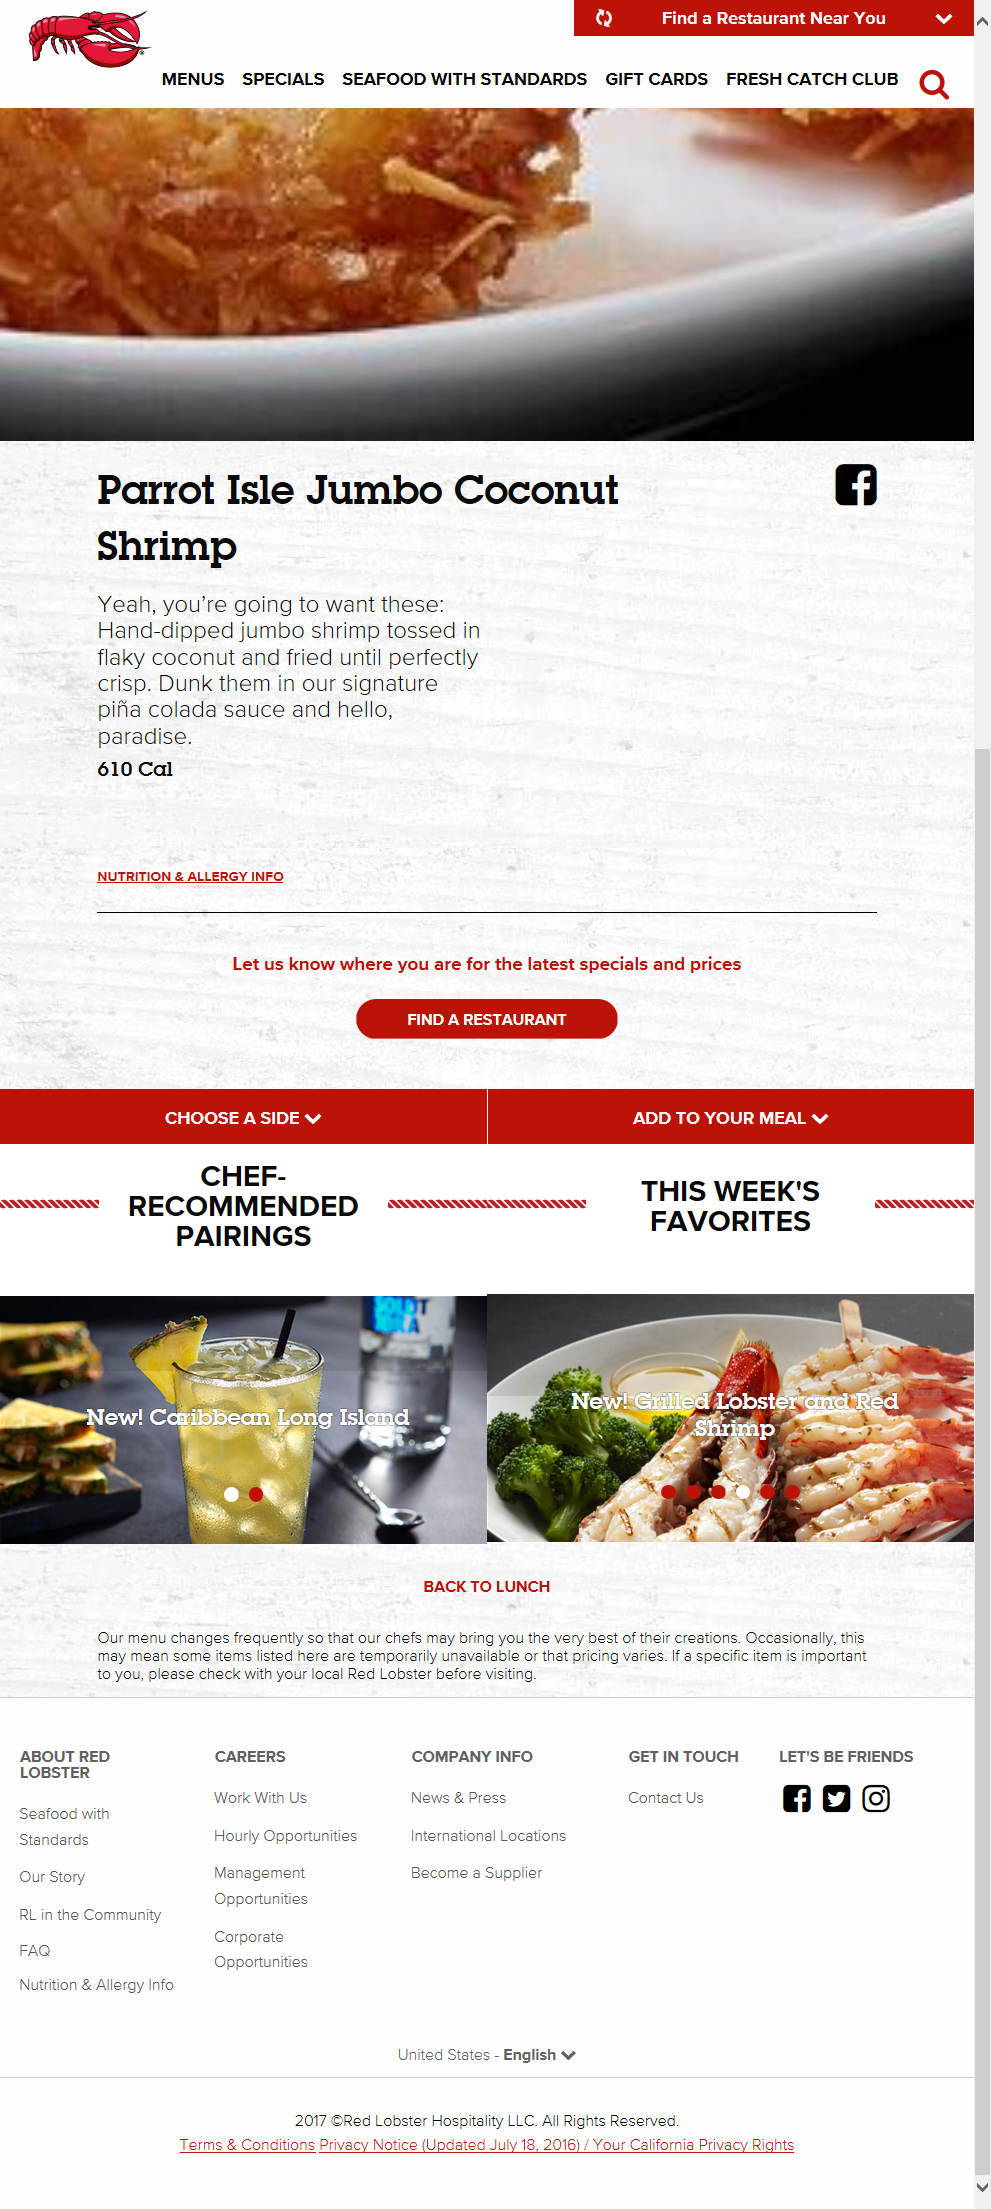 Find a Restaurant Near You
MENUS SPECIALS SEAFOOD WITH STANDARDS GIFT CARDS FRESH CATCH CLUB
Parrot Isle Jumbo Coconut
Shrimp
Yeah, you're going to want these:
Hand-dipped jumbo shrimp tossed in
flaky coconut and fried until perfectly
crisp. Dunk them in our signature
piña colada sauce and hello,
paradise.
610 Cal
NUTRITION & ALLERGY INFO
Let us know where you are for the latest specials and prices
FIND A RESTAURANT
CHOOSE A SIDE
ADD TO YOUR MEAL
CHEF-
RECOMMENDED
PAIRINGS
THIS WEEK'S
FAVORITES
New! Caribbean Long Island
New! Grilled Lobster and Red
Shrimp
BACK TO LUNCH
Our menu changes frequently so that our chefs may bring you the very best of their creations. Occasionally, this
may mean some items listed here are temporarily unavailable or that pricing varies. If a specific item is important
to you, please check with your local Red Lobster before visiting.
ABOUT RED
LOBSTER
Seafood with
Standards
Our Story
RL in the Community
FAQ
Nutrition & Allergy Info
CAREERS
Work With Us
Hourly Opportunities
Management
Opportunities
Corporate
Opportunities
COMPANY INFO
News & Press
International Locations
Become a Supplier
GET IN TOUCH
Contact Us
LET'S BE FRIENDS
United States - English
2017 ©Red Lobster Hospitality LLC. All Rights Reserved.
Terms & Conditions Privacy Notice (Updated July 18, 2016) / Your California Privacy Rights